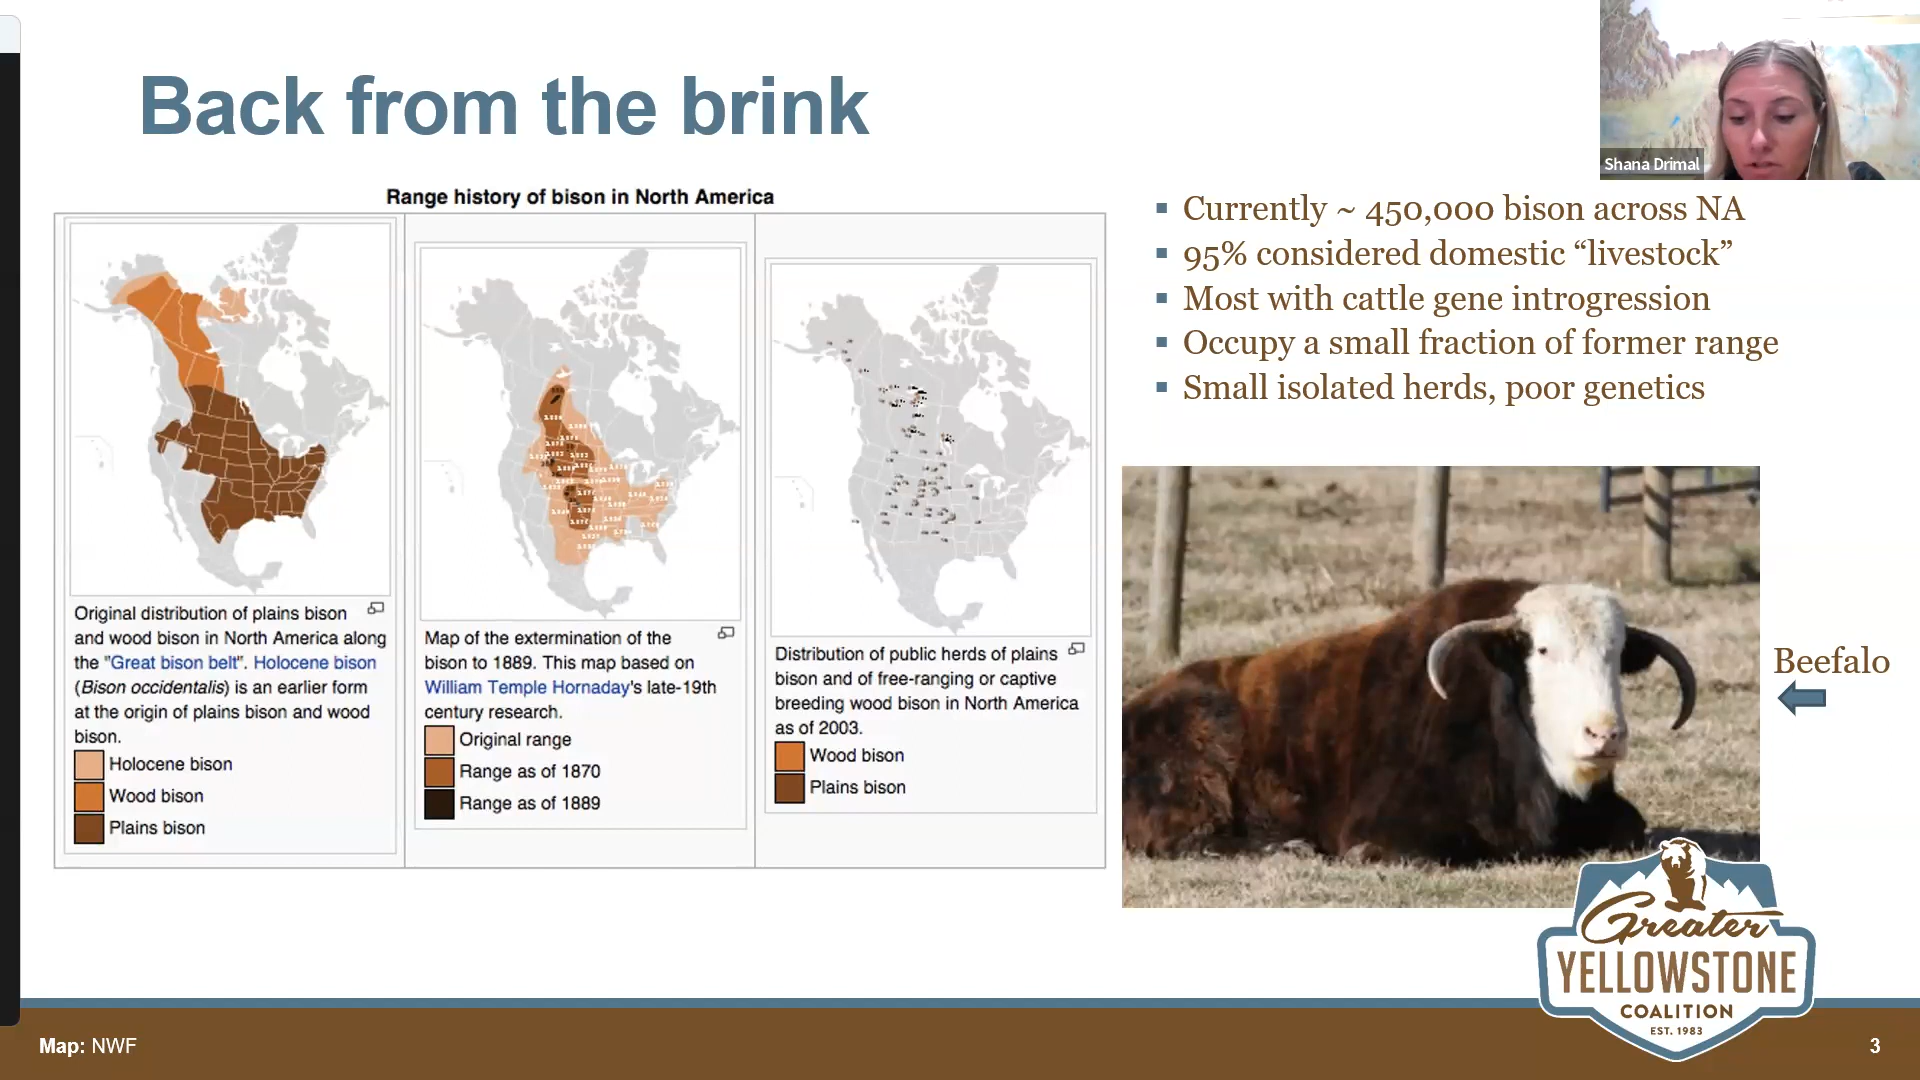 Back from the brink
Shana Drimal
Range history of bison in North America
Original distribution of plains bison
and wood bison in North America along
the "Great bison belt". Holocene bison
(Bison occidentalis) is an earlier form
at the origin of plains bison and wood
bison.
Holocene bison
Wood bison
Plains bison
Map of the extermination of the
bison to 1889. This map based on
William Temple Hornaday's late-19th
century research.
Original range
Range as of 1870
Range as of 1889
Distribution of public herds of plains
bison and of free-ranging or captive
breeding wood bison in North America
as of 2003.
Wood bison
Plains bison
▪ Currently ~ 450,000 bison across NA
▪ 95% considered domestic “livestock”
▪ Most with cattle gene introgression
▪ Occupy a small fraction of former range
▪ Small isolated herds, poor genetics
Beefalo
Greater
YELLOWSTONE
COALITION
EST. 1983
Map: NWF
3